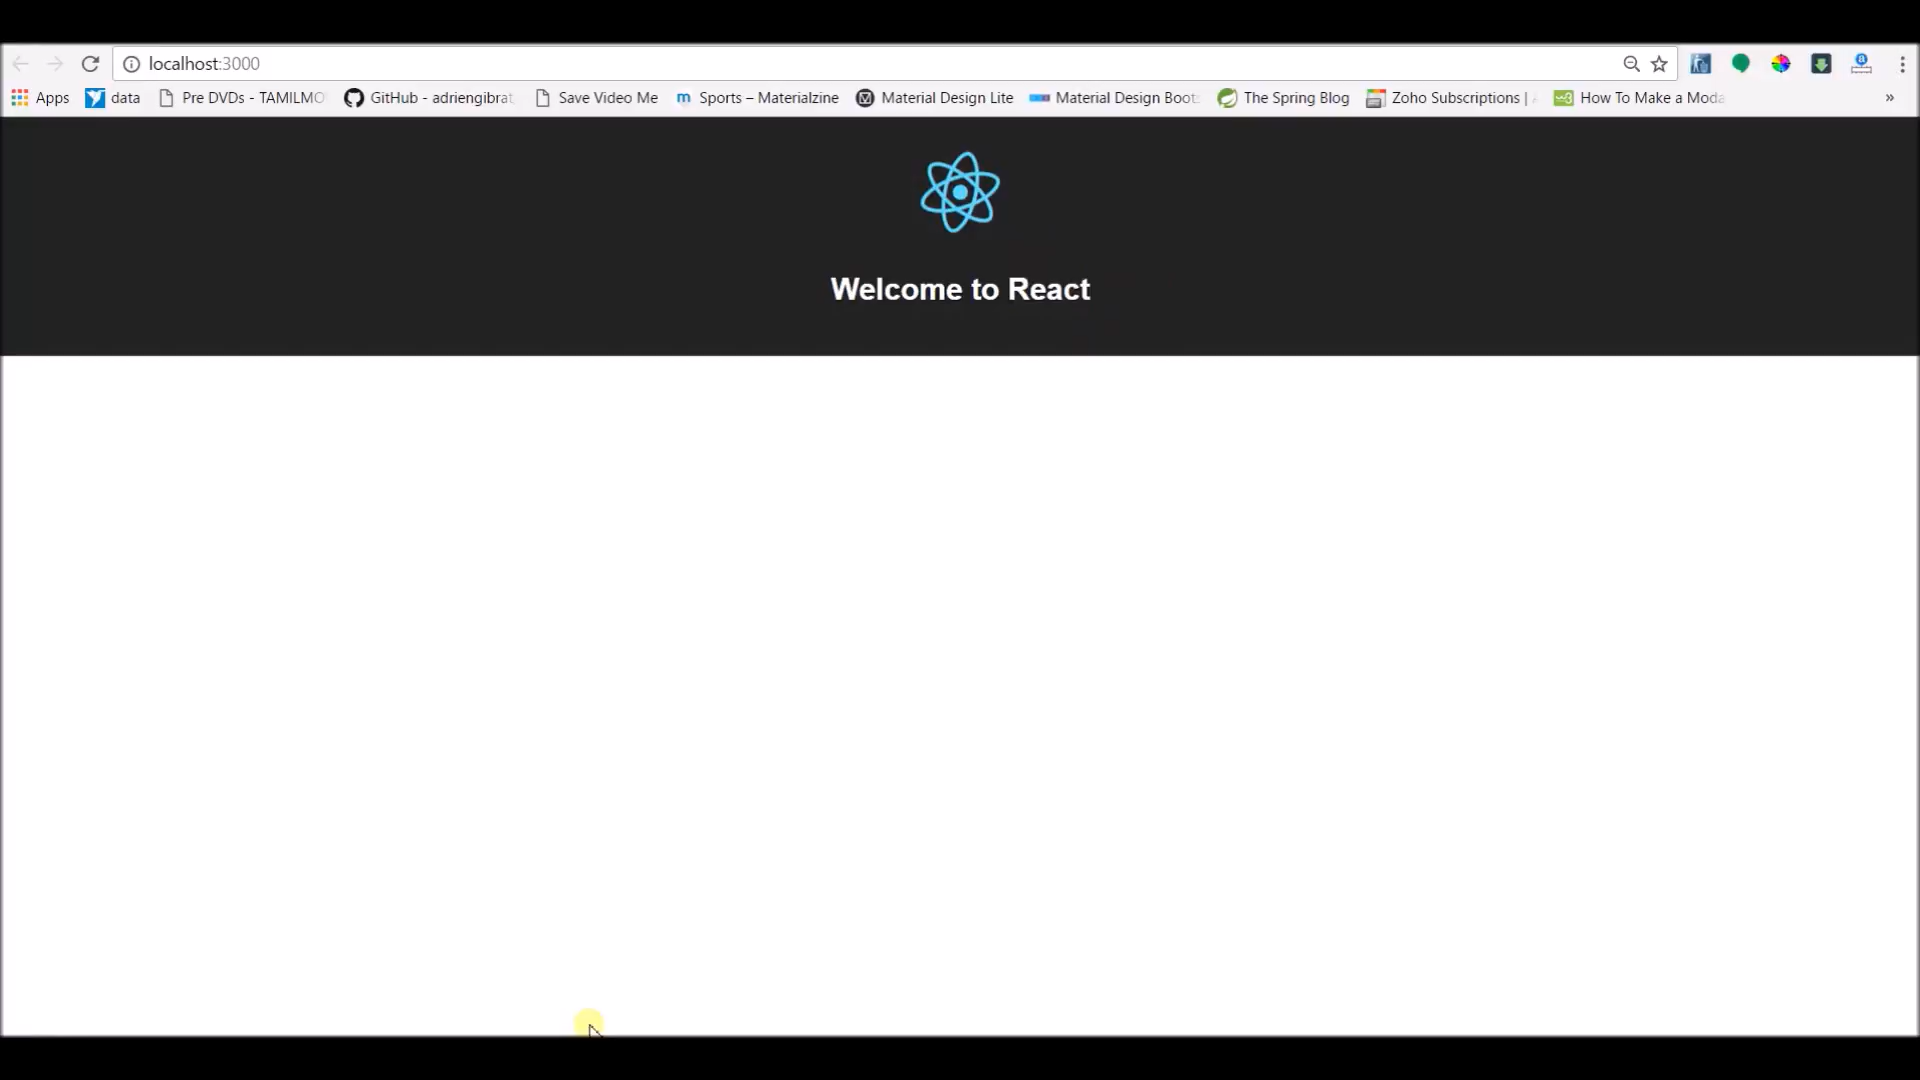 localhost:3000
Apps data Pre DVDs - TAMILMO GitHub - adriengibrat Save Video Me Sports – Materialzine Material Design Lite Material Design Boots The Spring Blog Zoho Subscriptions | How To Make a Moda »
Welcome to React